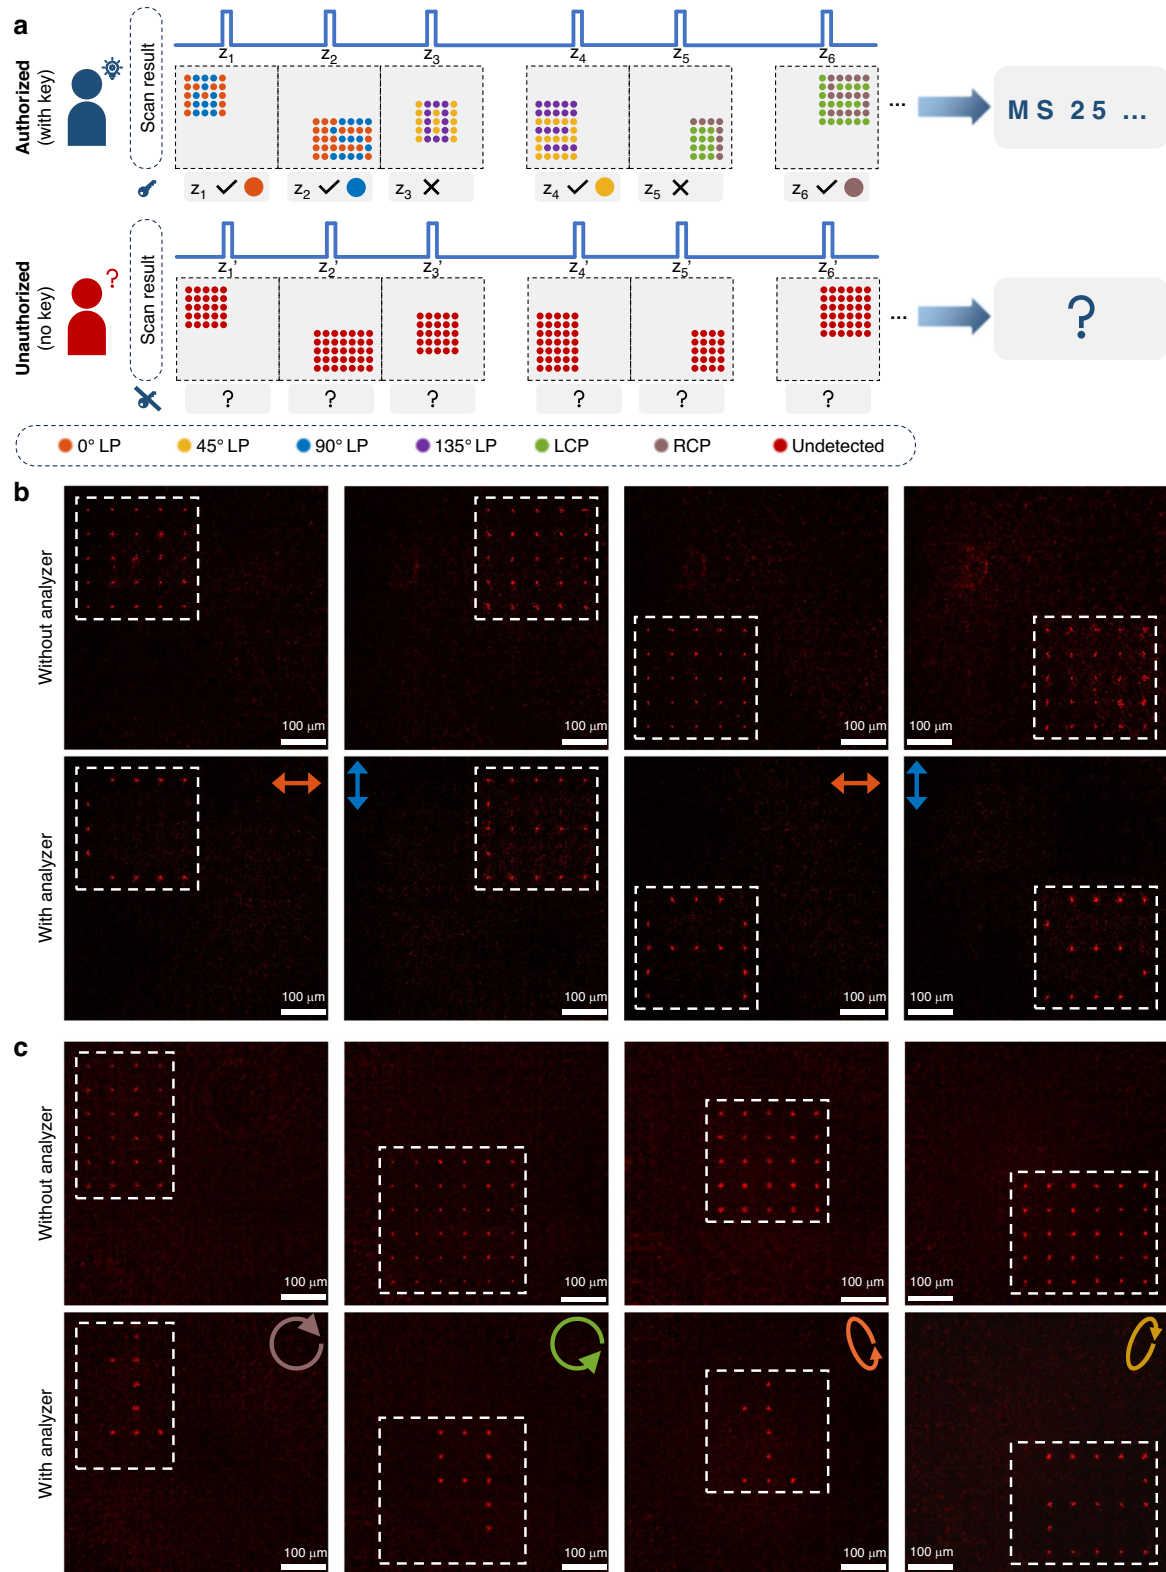 a
Authorized
(with key)
Scan result
z1 z2 z3 z4 z5 z6
...
MS 25 ...
z1 ✓ z2 ✓ z3 ✕ z4 ✓ z5 ✕ z6 ✓
Unauthorized
(no key)
?
Scan result
z1' z2' z3' z4' z5' z6'
...
?
? ? ? ? ? ?
0° LP 45° LP 90° LP 135° LP LCP RCP Undetected
b
Without analyzer
100 μm 100 μm 100 μm 100 μm
With analyzer
100 μm 100 μm 100 μm 100 μm
c
Without analyzer
100 μm 100 μm 100 μm 100 μm
With analyzer
100 μm 100 μm 100 μm 100 μm